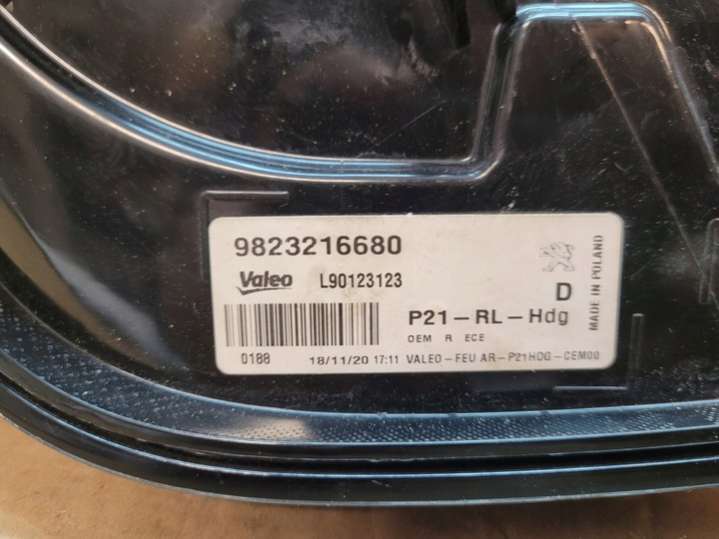 9823216680
Valeo L90123123
D
P21-RL-Hdg
OEM R ECE
0188 18/11/20 17:11 VALEO-FEU AR-P21HDG-CEM00
MADE IN POLAND